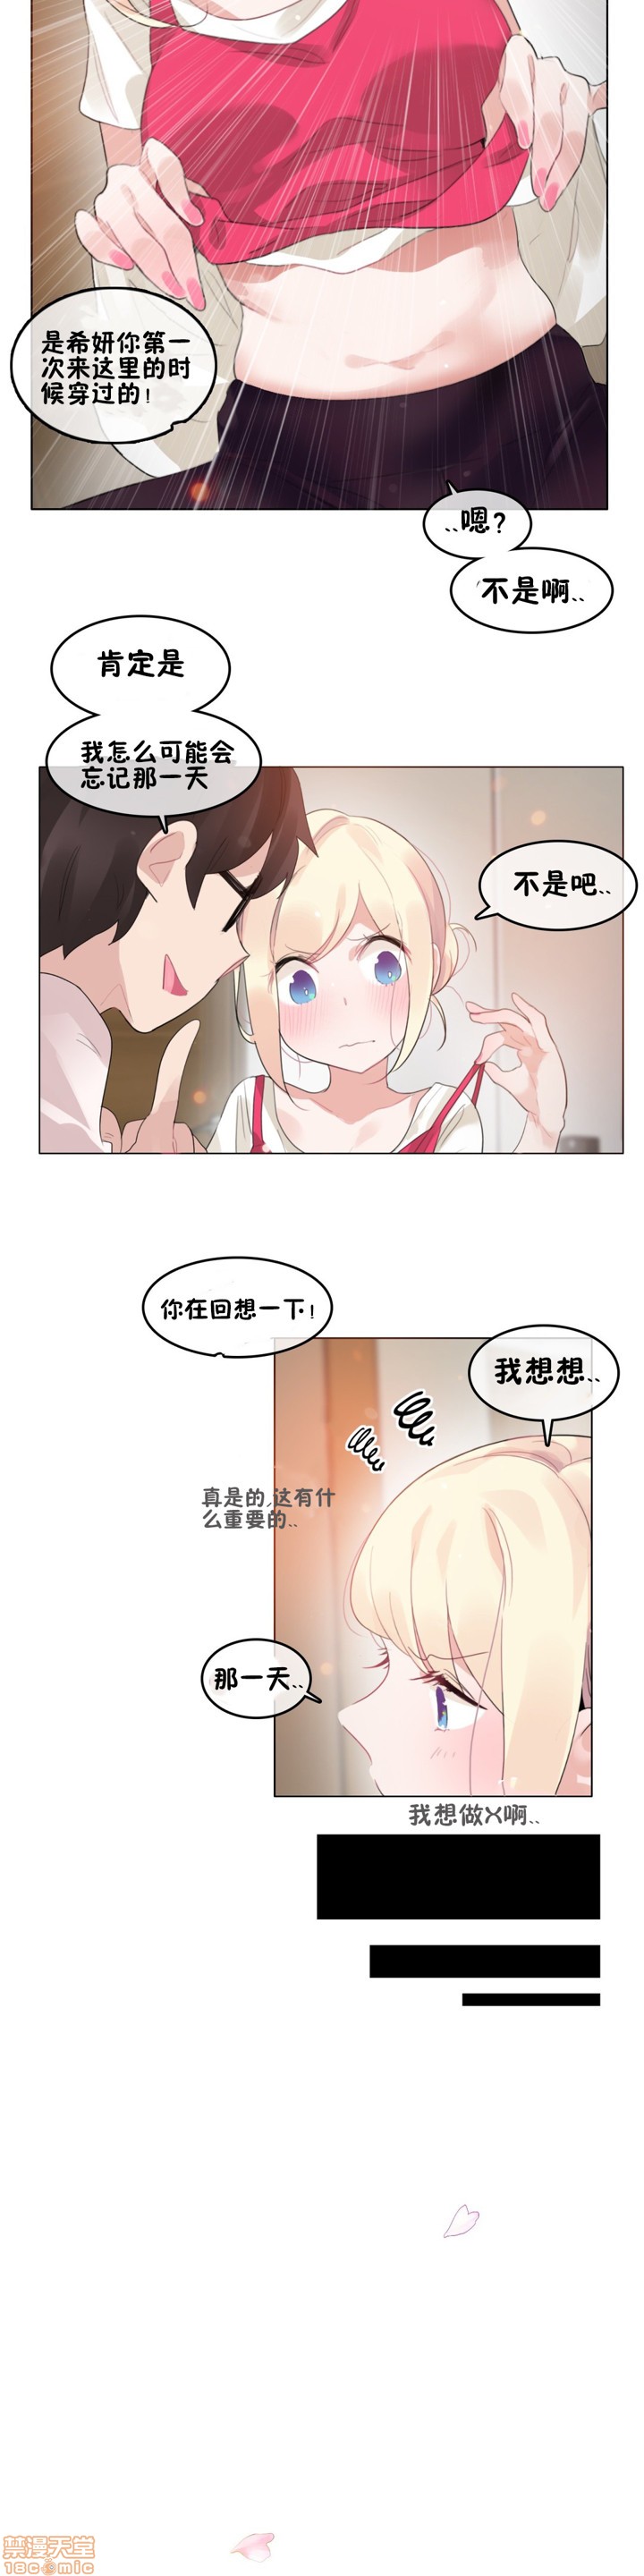 是希妍你第一
次来这里的时
候穿过的!
..嗯?
不是啊..
肯定是
我怎么可能会
忘记那一天
不是吧..
你在回想一下!
我想想..
真是的,这有什
么重要的..
那一天..
我想做X啊..
禁漫天堂
18comic